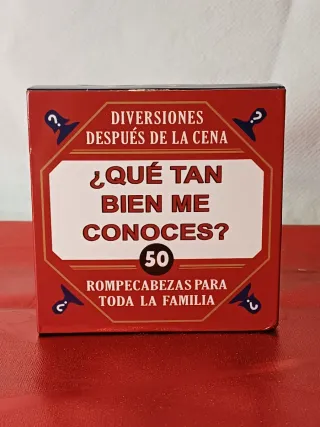 ?
?
DIVERSIONES
DESPUÉS DE LA CENA
¿QUÉ TAN
BIEN ME
CONOCES?
50
ROMPECABEZAS PARA
TODA LA FAMILIA
?
?